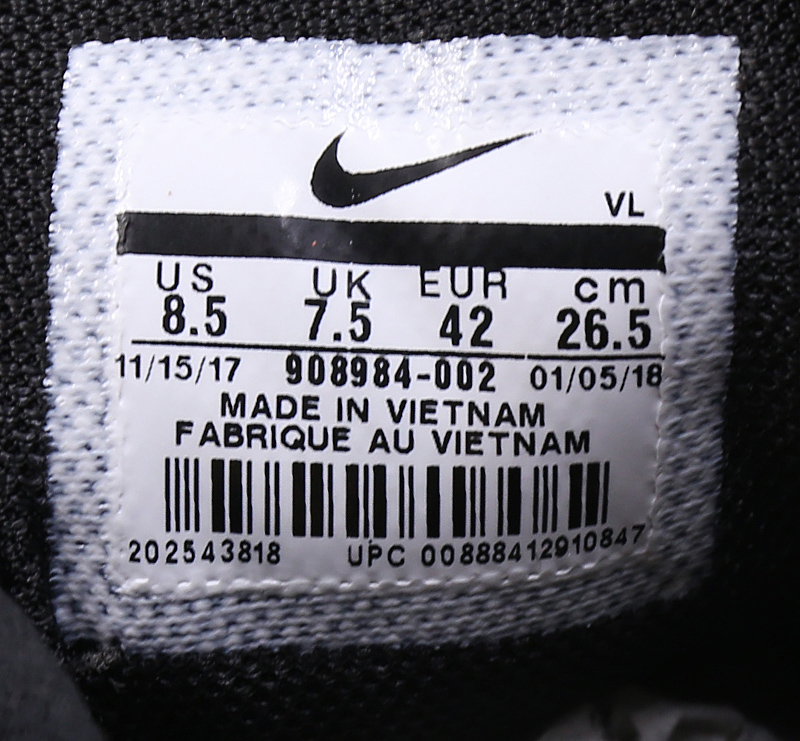 VL
US UK EUR cm
8.5 7.5 42 26.5
11/15/17 908984-002 01/05/18
MADE IN VIETNAM
FABRIQUE AU VIETNAM
202543818 UPC 00888412910847